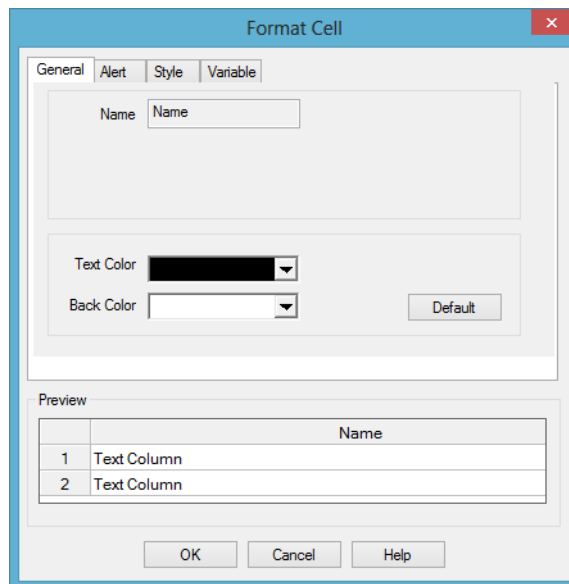 Format Cell
General Alert Style Variable
Name Name
Text Color
Back Color Default
Preview
Name
1 Text Column
2 Text Column
OK Cancel Help